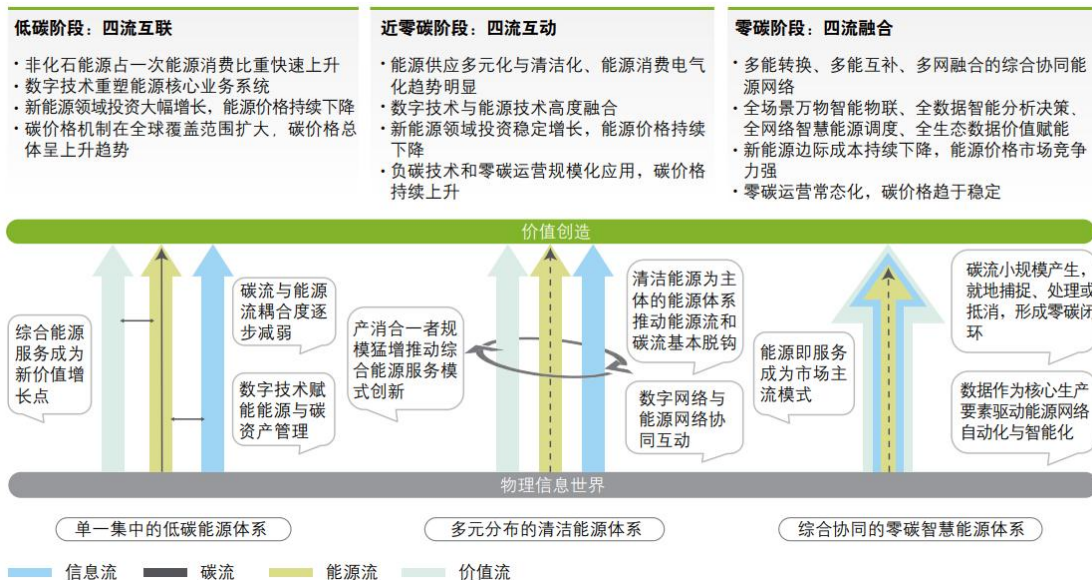 低碳阶段：四流互联
· 非化石能源占一次能源消费比重快速上升
· 数字技术重塑能源核心业务系统
· 新能源领域投资大幅增长，能源价格持续下降
· 碳价格机制在全球覆盖范围扩大，碳价格总
体呈上升趋势
近零碳阶段：四流互动
· 能源供应多元化与清洁化、能源消费电气
化趋势明显
· 数字技术与能源技术高度融合
· 新能源领域投资稳定增长，能源价格持续
下降
· 负碳技术和零碳运营规模化应用，碳价格
持续上升
零碳阶段：四流融合
· 多能转换、多能互补、多网融合的综合协同能
源网络
· 全场景万物智能物联、全数据智能分析决策、
全网络智慧能源调度、全生态数据价值赋能
· 新能源边际成本持续下降，能源价格市场竞争
力强
· 零碳运营常态化，碳价格趋于稳定
价值创造
综合能源
服务成为
新价值增
长点
碳流与能源
流耦合度逐
步减弱
数字技术赋
能能源与碳
资产管理
产消合一者规
模猛增推动综
合能源服务模
式创新
清洁能源为主
体的能源体系
推动能源流和
碳流基本脱钩
数字网络与
能源网络协
同互动
能源即服务
成为市场主
流模式
碳流小规模产生，
就地捕捉、处理或
抵消，形成零碳闭
环
数据作为核心生产
要素驱动能源网络
自动化与智能化
物理信息世界
单一集中的低碳能源体系
多元分布的清洁能源体系
综合协同的零碳智慧能源体系
信息流
碳流
能源流
价值流